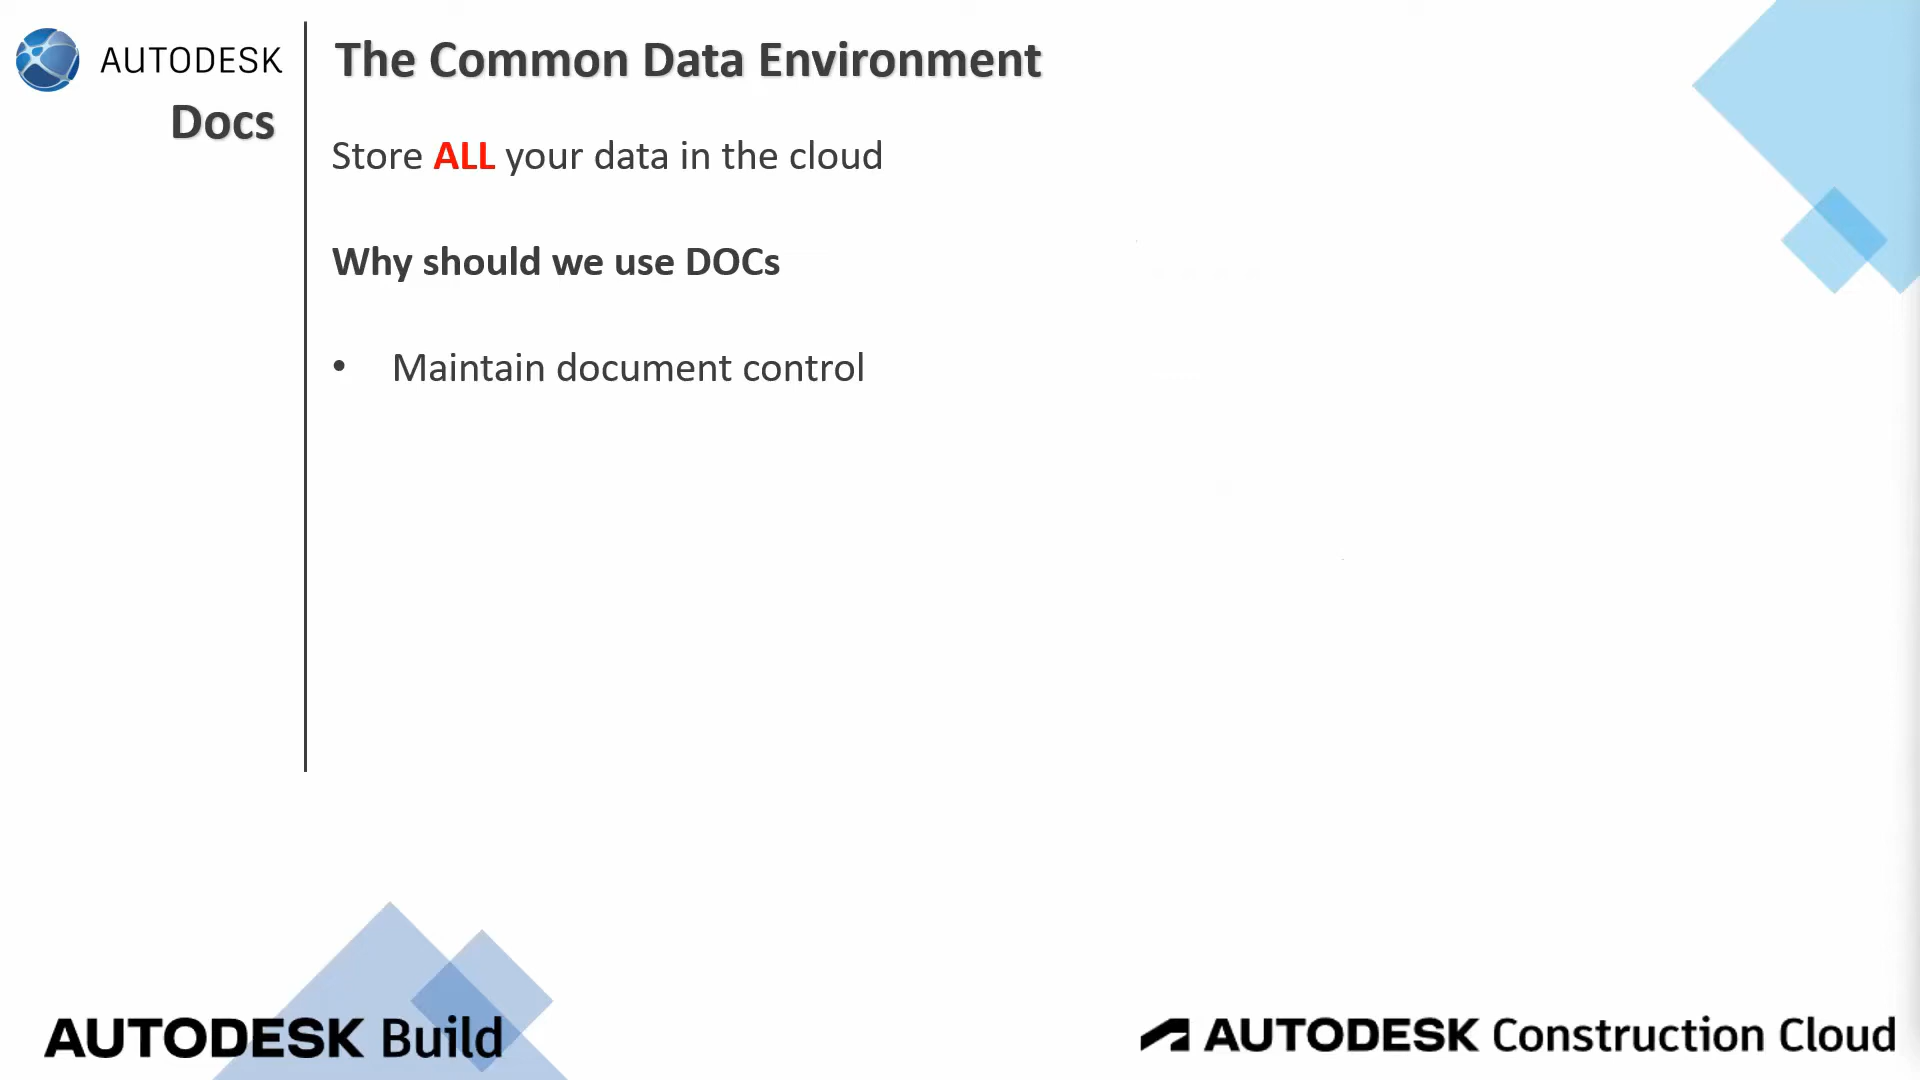 AUTODESK
Docs
The Common Data Environment
Store ALL your data in the cloud
Why should we use DOCs
• Maintain document control
AUTODESK Build
AUTODESK Construction Cloud